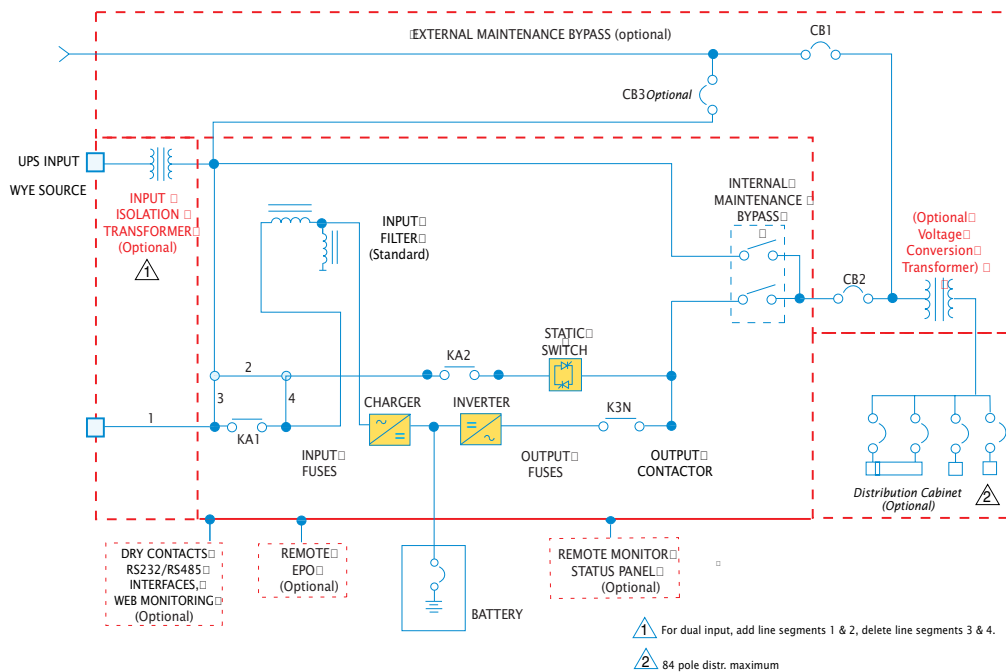 EXTERNAL MAINTENANCE BYPASS (optional)
CB1
CB3Optional
UPS INPUT
WYE SOURCE
INPUT
ISOLATION
TRANSFORMER
(Optional)
1
INPUT
FILTER
(Standard)
INTERNAL
MAINTENANCE
BYPASS
(Optional
Voltage
Conversion
Transformer)
CB2
STATIC
SWITCH
KA2
2
3
4
1
KA1
CHARGER
INVERTER
K3N
INPUT
FUSES
OUTPUT
FUSES
OUTPUT
CONTACTOR
Distribution Cabinet
(Optional)
2
DRY CONTACTS
RS232/RS485
INTERFACES,
WEB MONITORING
(Optional)
REMOTE
EPO
(Optional)
BATTERY
REMOTE MONITOR
STATUS PANEL
(Optional)
1 For dual input, add line segments 1 & 2, delete line segments 3 & 4.
2 84 pole distr. maximum